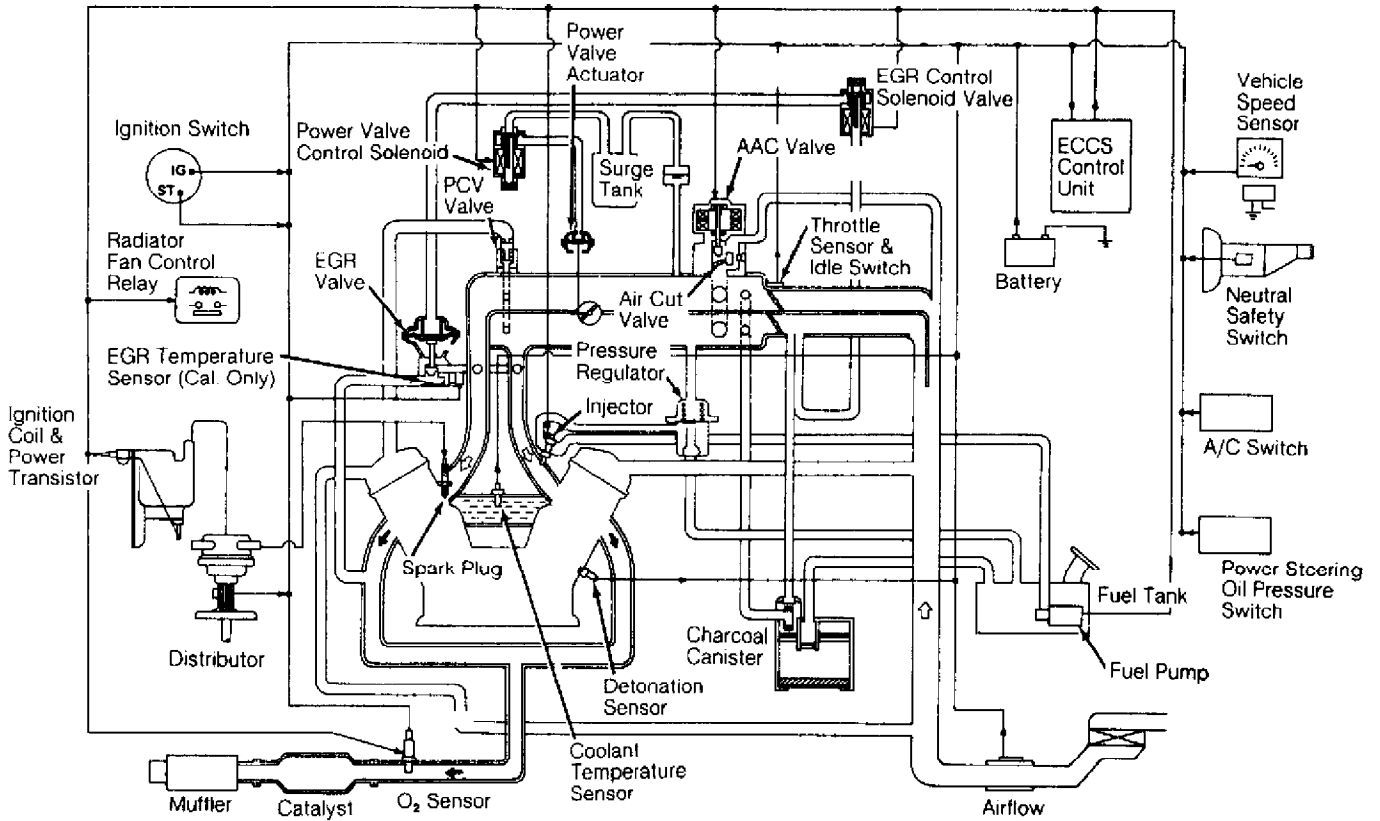 Power
Valve
Actuator
EGR Control
Solenoid Valve
Vehicle
Speed
Sensor
Ignition Switch
IG
ST
Power Valve
Control Solenoid
Surge
Tank
AAC Valve
ECCS
Control
Unit
PCV
Valve
Radiator
Fan Control
Relay
EGR
Valve
Throttle
Sensor &
Idle Switch
Battery
Air Cut
Valve
Neutral
Safety
Switch
EGR Temperature
Sensor (Cal. Only)
Pressure
Regulator
Injector
Ignition
Coil &
Power
Transistor
A/C Switch
Spark Plug
Power Steering
Oil Pressure
Switch
Fuel Tank
Distributor
Charcoal
Canister
Fuel Pump
Detonation
Sensor
Coolant
Temperature
Sensor
Muffler
Catalyst
O₂ Sensor
Airflow